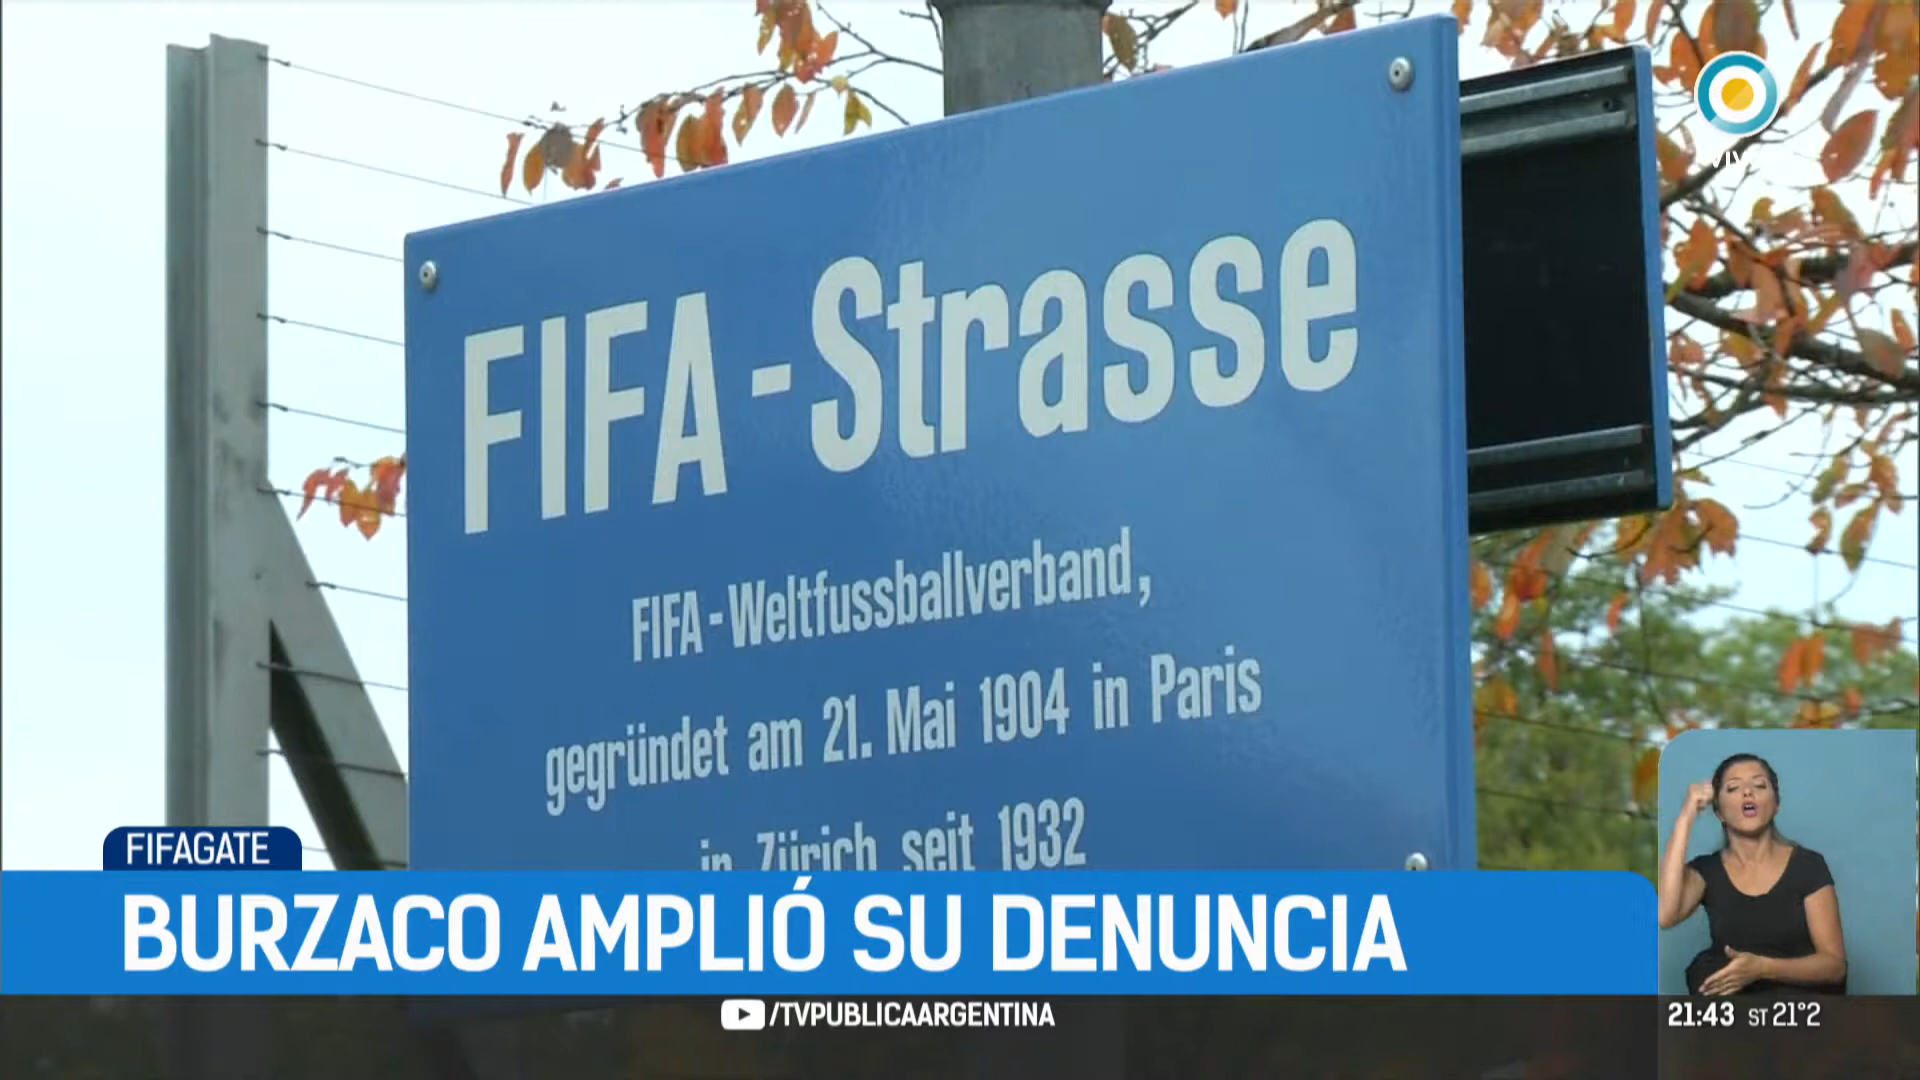 FIFA-Strasse
FIFA-Weltfussballverband,
gegründet am 21. Mai 1904 in Paris
in Zürich seit 1932
FIFAGATE
BURZACO AMPLIÓ SU DENUNCIA
/TVPUBLICAARGENTINA
21:43 ST 21°2